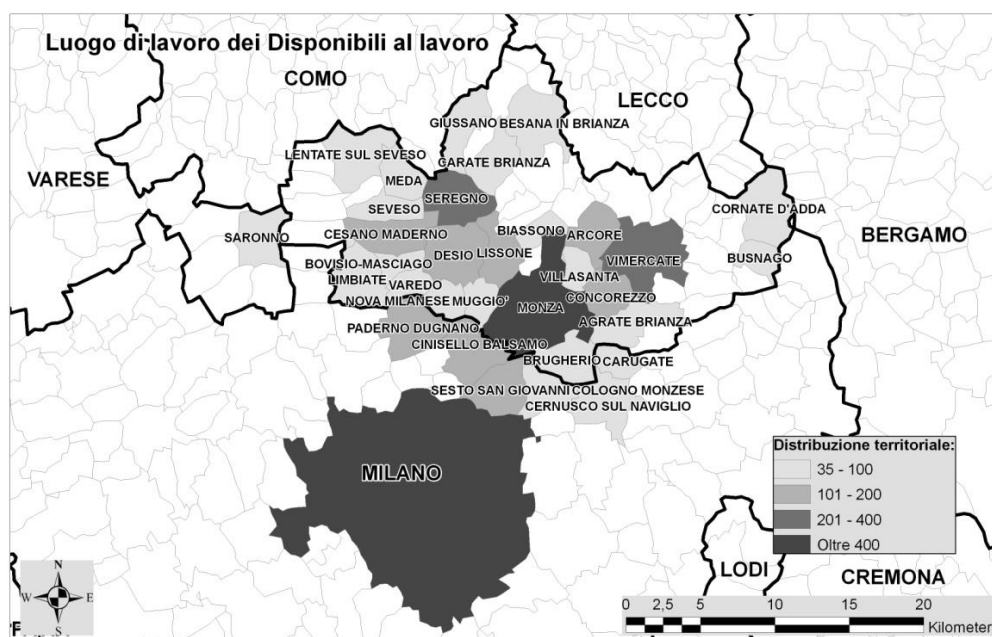 Luogo di lavoro dei Disponibili al lavoro
COMO
LECCO
GIUSSANO BESANA IN BRIANZA
LENTATE SUL SEVESO CARATE BRIANZA
VARESE
MEDA
SEREGNO
SEVESO
CORNATE D'ADDA
SARONNO
CESANO MADERNO
BIASSONO ARCORE
BERGAMO
DESIO LISSONE
VIMERCATE
BUSNAGO
BOVISIO-MASCIAGO
LIMBIATE
VAREDO
VILLASANTA
NOVA MILANESE MUGGIO'
CONCOREZZO
MONZA
AGRATE BRIANZA
PADERNO DUGNANO
CINISELLO BALSAMO
BRUGHERIO CARUGATE
SESTO SAN GIOVANNI COLOGNO MONZESE
CERNUSCO SUL NAVIGLIO
MILANO
Distribuzione territoriale:
35 - 100
101 - 200
201 - 400
Oltre 400
LODI
CREMONA
N
W E
S
0 2,5 5 10 15 20
Kilometer